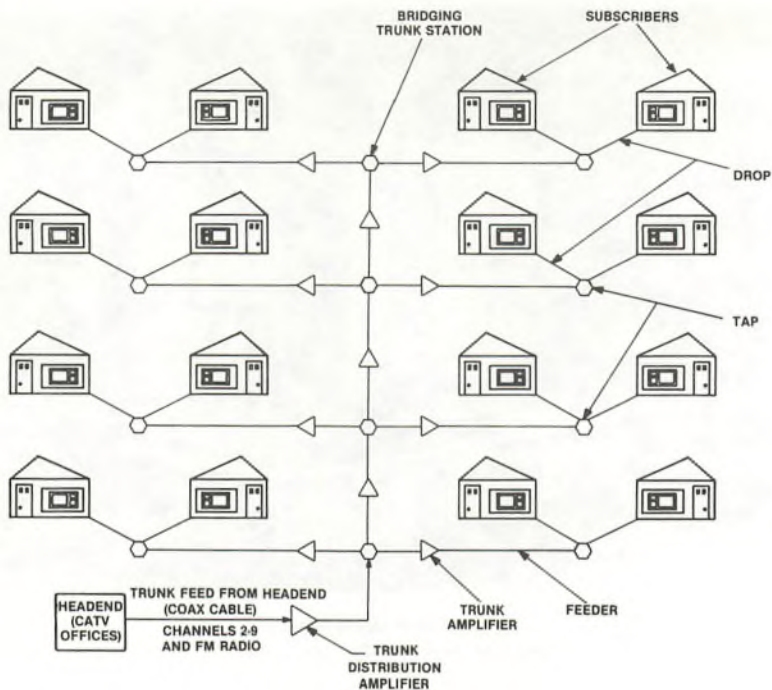 BRIDGING
TRUNK STATION
SUBSCRIBERS
DROP
TAP
HEADEND
(CATV
OFFICES)
TRUNK FEED FROM HEADEND
(COAX CABLE)
CHANNELS 2-9
AND FM RADIO
TRUNK
DISTRIBUTION
AMPLIFIER
TRUNK
AMPLIFIER
FEEDER